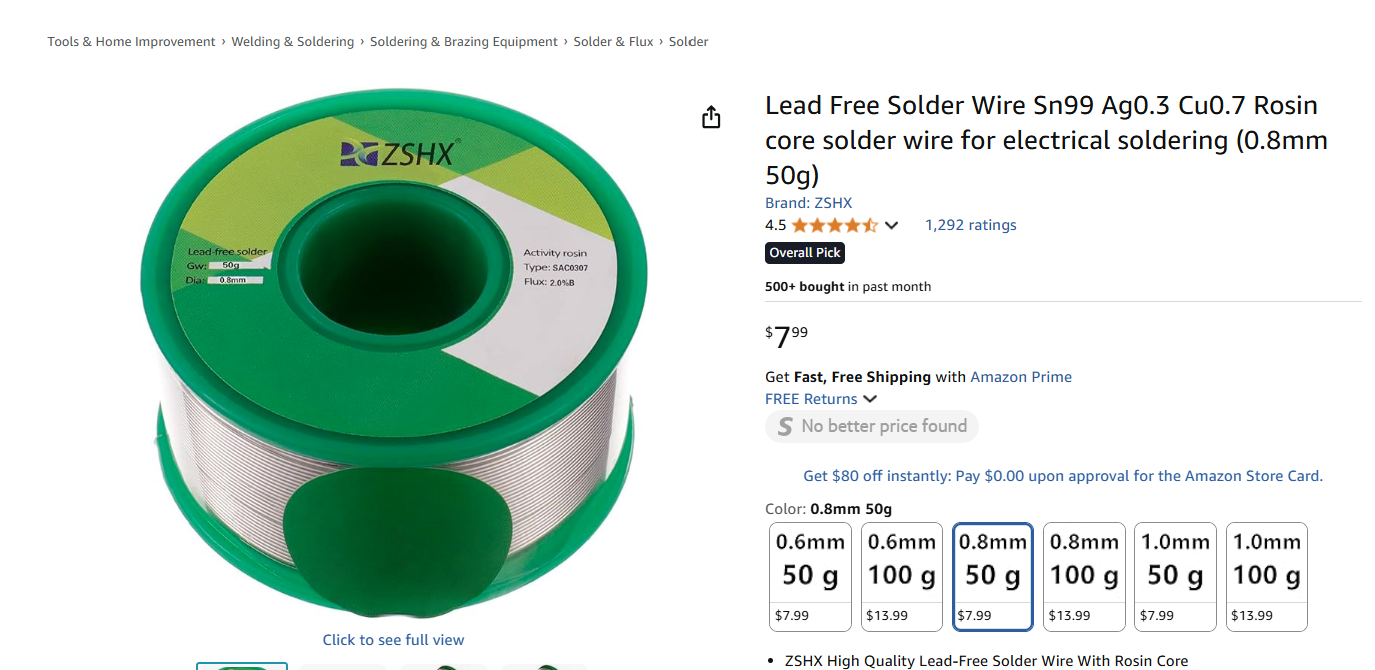 Tools & Home Improvement › Welding & Soldering › Soldering & Brazing Equipment › Solder & Flux › Solder
ZSHX
Lead-free solder
Gw: 50g
Dia: 0.8mm
Activity rosin
Type: SAC0307
Flux: 2.0%B
Click to see full view
Lead Free Solder Wire Sn99 Ag0.3 Cu0.7 Rosin
core solder wire for electrical soldering (0.8mm
50g)
Brand: ZSHX
4.5 1,292 ratings
Overall Pick
500+ bought in past month
$7.99
Get Fast, Free Shipping with Amazon Prime
FREE Returns
S No better price found
Get $80 off instantly: Pay $0.00 upon approval for the Amazon Store Card.
Color: 0.8mm 50g
0.6mm 0.6mm 0.8mm 0.8mm 1.0mm 1.0mm
50 g 100 g 50 g 100 g 50 g 100 g
$7.99 $13.99 $7.99 $13.99 $7.99 $13.99
• ZSHX High Quality Lead-Free Solder Wire With Rosin Core